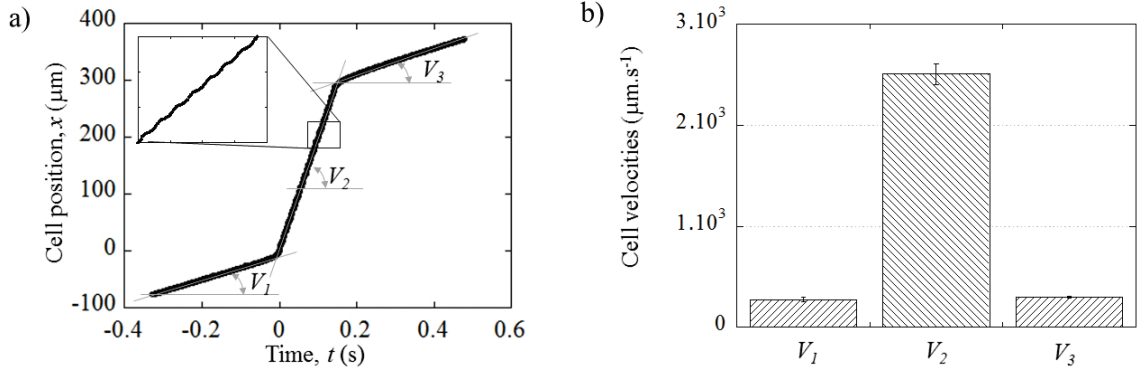 a)
Cell position, x (µm)
400
300
200
100
0
-100
V3
V2
V1
-0.4 -0.2 0 0.2 0.4 0.6
Time, t (s)
b)
Cell velocities (µm.s⁻¹)
3.10³
2.10³
1.10³
0
V1 V2 V3